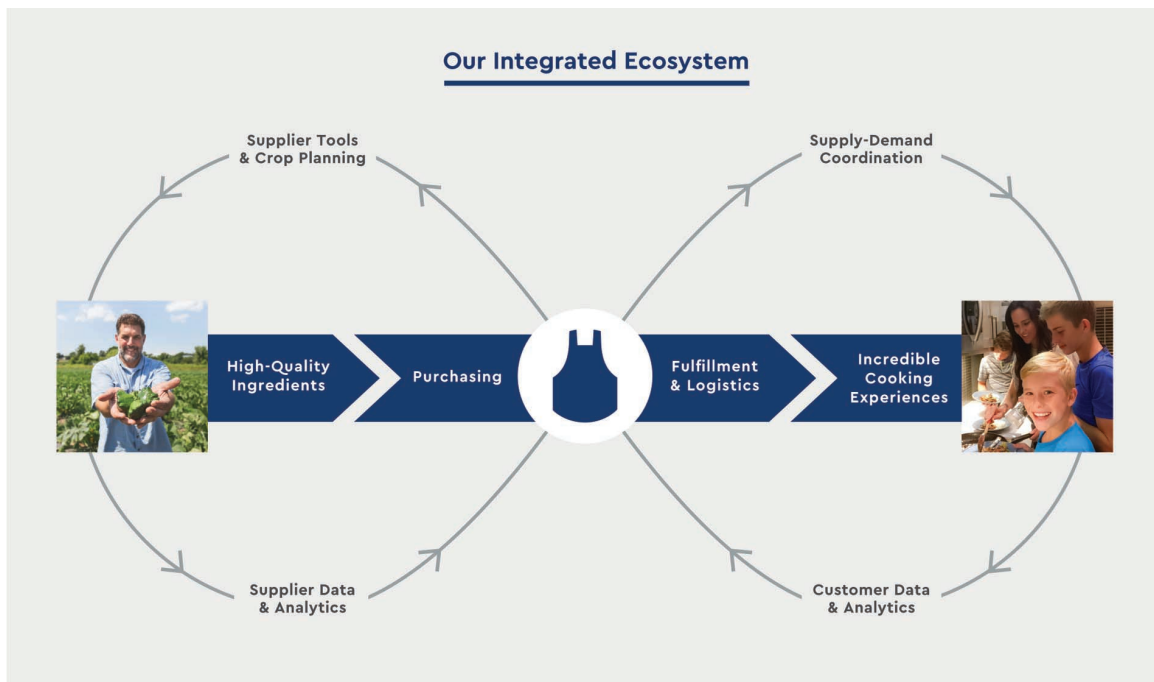 Our Integrated Ecosystem
Supplier Tools
& Crop Planning
Supply-Demand
Coordination
High-Quality
Ingredients
Purchasing
Fulfillment
& Logistics
Incredible
Cooking
Experiences
Supplier Data
& Analytics
Customer Data
& Analytics